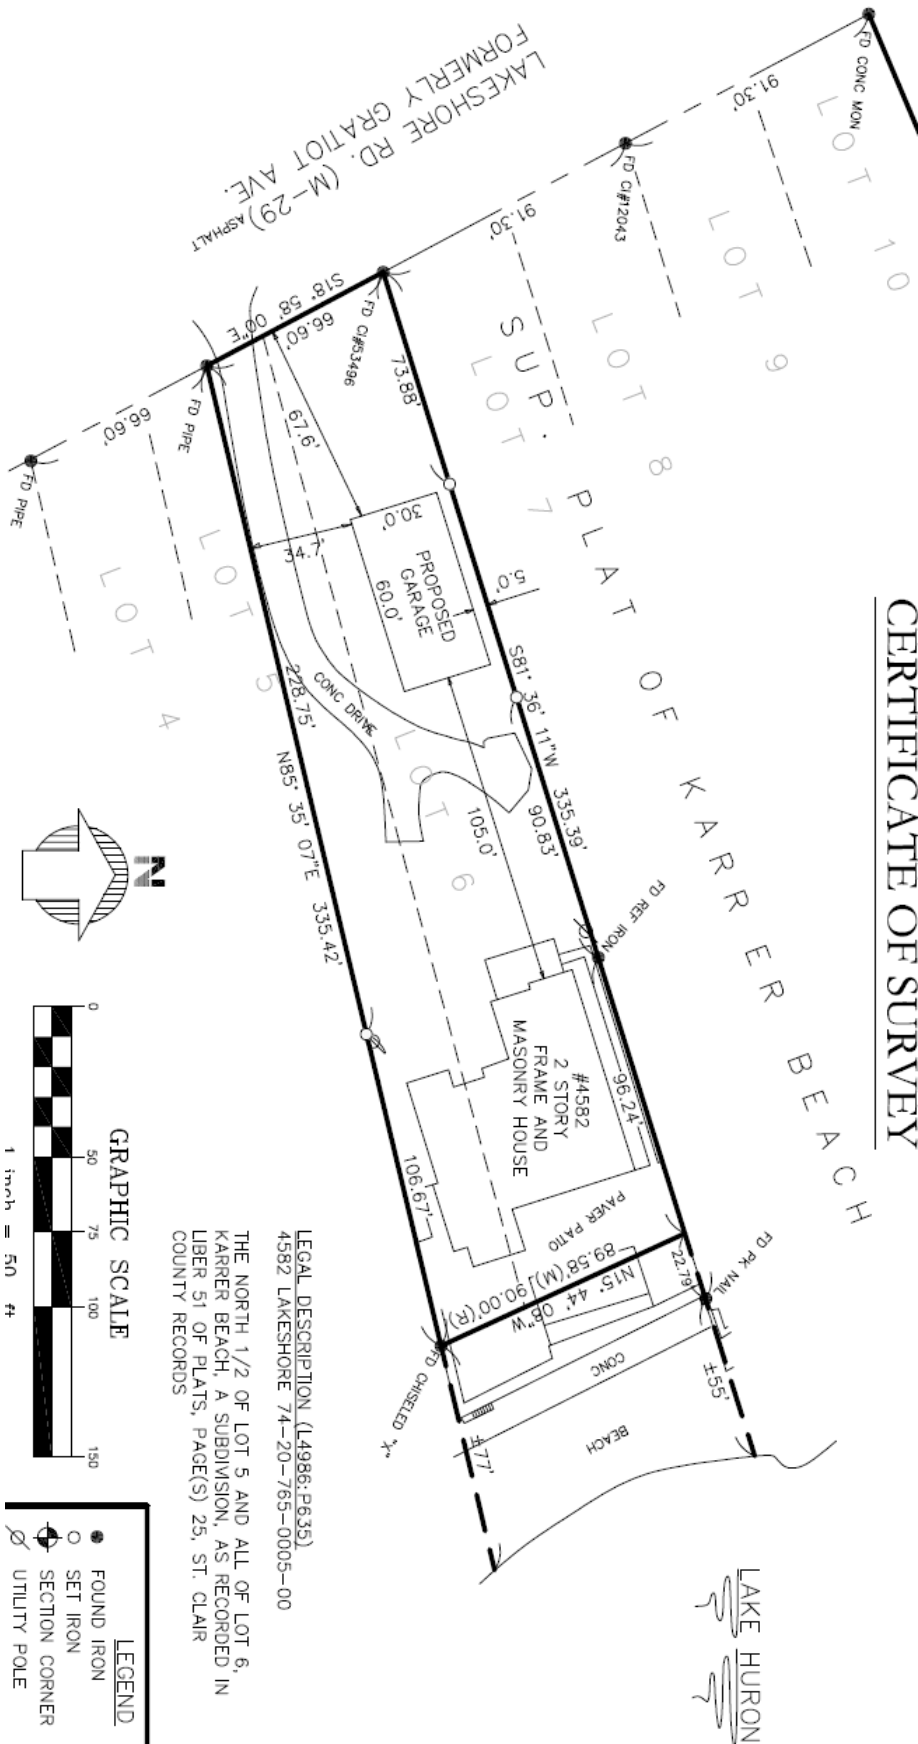 CERTIFICATE OF SURVEY
LAKESHORE RD. (M-29) ASPHALT
FORMERLY GRATIOT AVE.
FD CONC MON
91.30'
FD CI#12043
91.30'
FD CI#53496
S18° 58' 00"E
66.60'
FD PIPE
66.60'
FD PIPE
LOT 10
LOT 9
LOT 8
LOT 7
LOT 6
LOT 5
LOT 4
SUP. PLAT OF KARRER BEACH
73.88'
67.6'
30.0'
PROPOSED
GARAGE
60.0'
34.7'
5.0'
S81° 36' 11"W 335.39'
90.83'
CONC DRIVE
228.75'
N85° 35' 07"E 335.42'
105.0'
FD REF IRON
#4582
2 STORY
FRAME AND
MASONRY HOUSE
96.24'
106.67'
PAVER PATIO
N15° 44' 08"W
89.58'(M) 90.00'(R)
22.79'
FD PK NAIL
FD CHISELED "X"
CONC
BEACH
±55'
±77'
LAKE HURON
N
GRAPHIC SCALE
0 50 75 100 150
1 inch = 50 ft
LEGAL DESCRIPTION (L4986:P635)
4582 LAKESHORE 74-20-765-0005-00
THE NORTH 1/2 OF LOT 5 AND ALL OF LOT 6,
KARRER BEACH, A SUBDIVISION, AS RECORDED IN
LIBER 51 OF PLATS, PAGE(S) 25, ST. CLAIR
COUNTY RECORDS
LEGEND
FOUND IRON
SET IRON
SECTION CORNER
UTILITY POLE